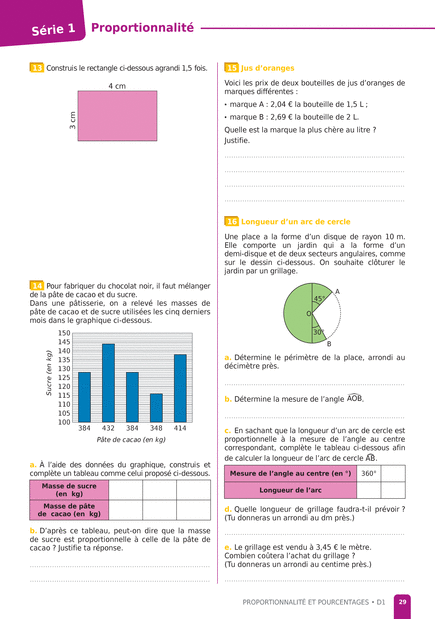 Série 1
Proportionnalité
13 Construis le rectangle ci-dessous agrandi 1,5 fois.
4 cm
3 cm
14 Pour fabriquer du chocolat noir, il faut mélanger
de la pâte de cacao et du sucre.
Dans une pâtisserie, on a relevé les masses de
pâte de cacao et de sucre utilisées les cinq derniers
mois dans le graphique ci-dessous.
Sucre (en kg)
150
145
140
135
130
125
120
115
110
105
100
384 432 384 348 414
Pâte de cacao (en kg)
a. À l'aide des données du graphique, construis et
complète un tableau comme celui proposé ci-dessous.
Masse de sucre
(en kg)
Masse de pâte
de cacao (en kg)
b. D'après ce tableau, peut-on dire que la masse
de sucre est proportionnelle à celle de la pâte de
cacao ? Justifie ta réponse.
15 Jus d'oranges
Voici les prix de deux bouteilles de jus d'oranges de
marques différentes :
• marque A : 2,04 € la bouteille de 1,5 L ;
• marque B : 2,69 € la bouteille de 2 L.
Quelle est la marque la plus chère au litre ?
Justifie.
16 Longueur d'un arc de cercle
Une place a la forme d'un disque de rayon 10 m.
Elle comporte un jardin qui a la forme d'un
demi-disque et de deux secteurs angulaires, comme
sur le dessin ci-dessous. On souhaite clôturer le
jardin par un grillage.
A
45°
O
30°
B
a. Détermine le périmètre de la place, arrondi au
décimètre près.
b. Détermine la mesure de l'angle AOB.
c. En sachant que la longueur d'un arc de cercle est
proportionnelle à la mesure de l'angle au centre
correspondant, complète le tableau ci-dessous afin
de calculer la longueur de l'arc de cercle AB.
Mesure de l'angle au centre (en °) 360°
Longueur de l'arc
d. Quelle longueur de grillage faudra-t-il prévoir ?
(Tu donneras un arrondi au dm près.)
e. Le grillage est vendu à 3,45 € le mètre.
Combien coûtera l'achat du grillage ?
(Tu donneras un arrondi au centime près.)
PROPORTIONNALITÉ ET POURCENTAGES • D1 29